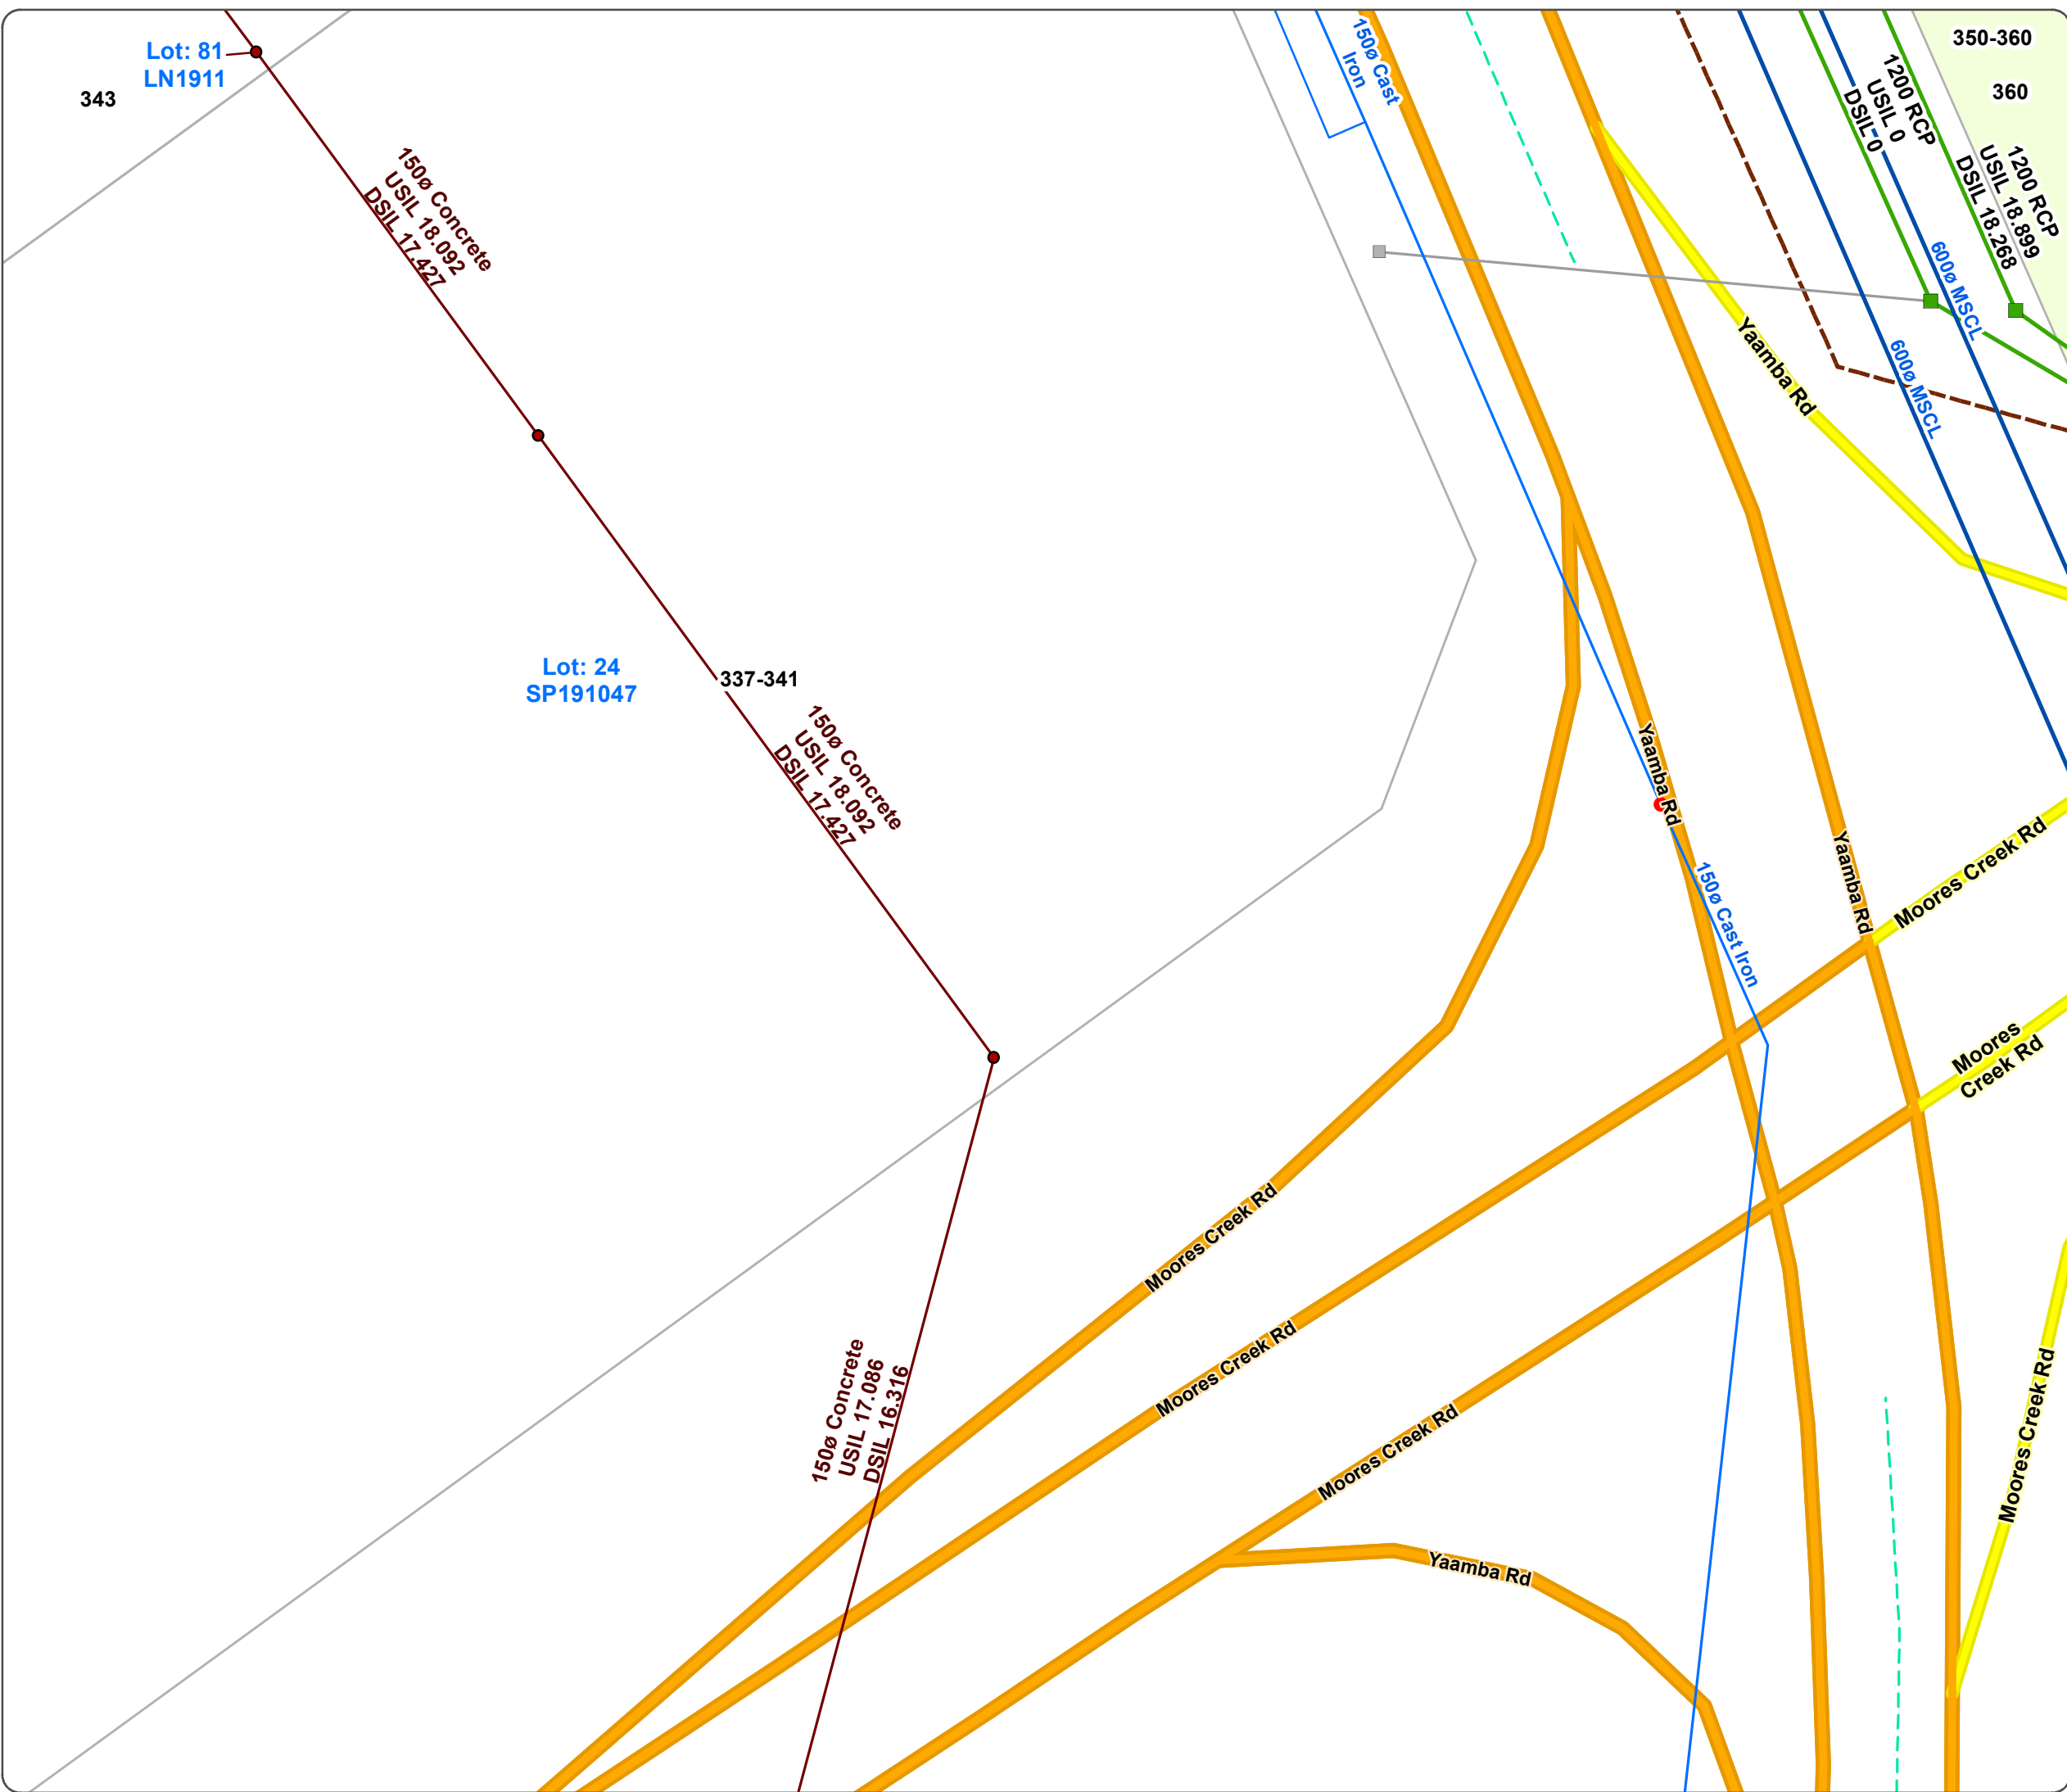 Lot: 81
LN1911
343
150ø Concrete
USIL 18.092
DSIL 17.427
150ø Cast
Iron
350-360
360
1200 RCP
USIL 0
DSIL 0
1200 RCP
USIL 18.899
DSIL 18.268
600ø MSCL
600ø MSCL
Yaamba Rd
Lot: 24
SP191047
337-341
150ø Concrete
USIL 18.092
DSIL 17.427
Yaamba Rd
Yaamba Rd
150ø Cast Iron
Moores Creek Rd
Moores
Creek Rd
Moores Creek Rd
Moores Creek Rd
Moores Creek Rd
150ø Concrete
USIL 17.086
DSIL 16.316
Yaamba Rd
Moores Creek Rd